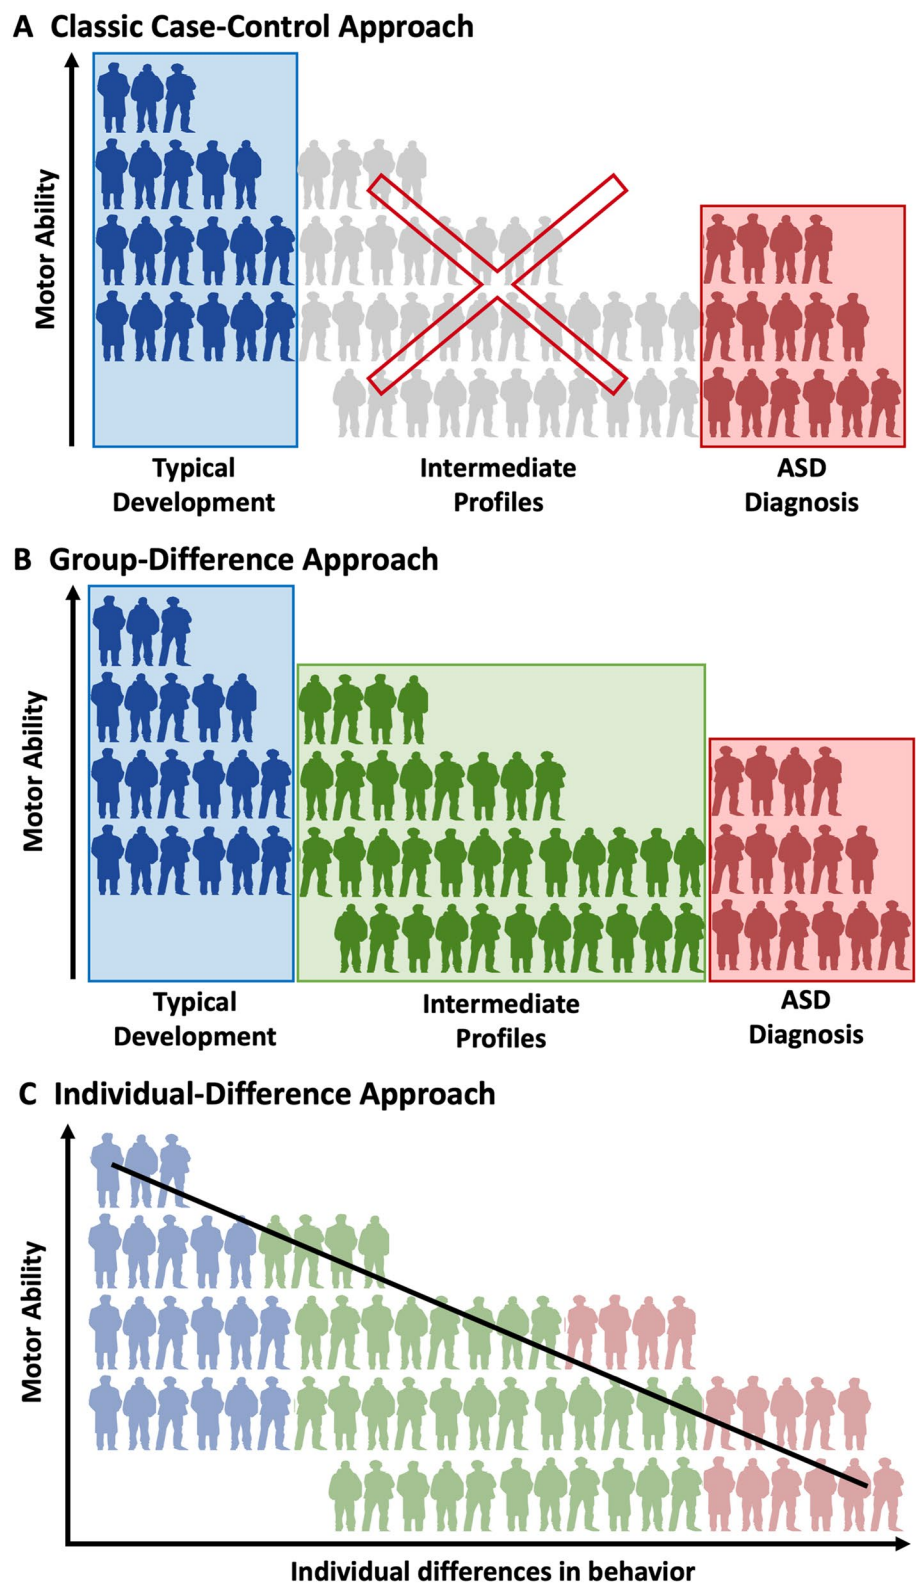 A Classic Case-Control Approach
Motor Ability
Typical
Development
Intermediate
Profiles
ASD
Diagnosis
B Group-Difference Approach
Motor Ability
Typical
Development
Intermediate
Profiles
ASD
Diagnosis
C Individual-Difference Approach
Motor Ability
Individual differences in behavior